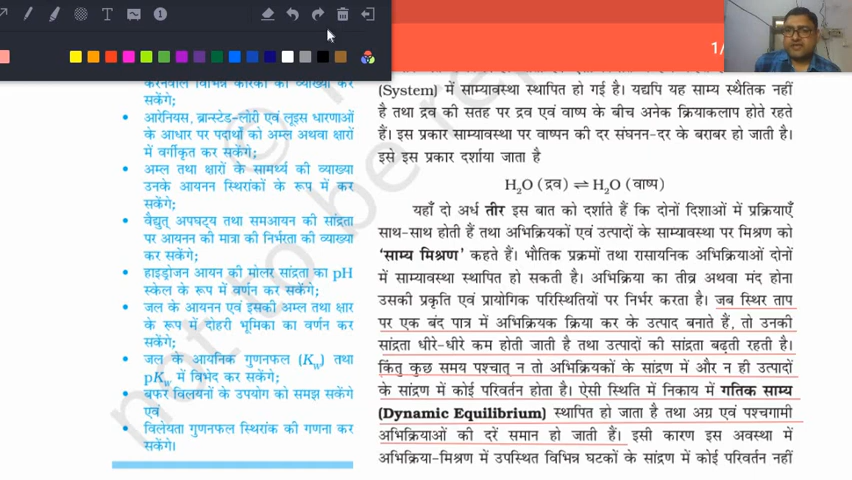 T
1
1/
करनेवाले विभिन्न कारकों की व्याख्या कर
सकेंगे;
• आरेनियस, ब्रान्स्टेड-लोरी एवं लूइस धारणाओं
के आधार पर पदार्थों को अम्ल अथवा क्षारों
में वर्गीकृत कर सकेंगे;
• अम्ल तथा क्षारों के सामर्थ्य की व्याख्या
उनके आयनन स्थिरांकों के रूप में कर
सकेंगे;
• वैद्युत् अपघट्य तथा समआयन की सांद्रता
पर आयनन की मात्रा की निर्भरता की व्याख्या
कर सकेंगे;
• हाइड्रोजन आयन की मोलर सांद्रता का pH
स्केल के रूप में वर्णन कर सकेंगे;
• जल के आयनन एवं इसकी अम्ल तथा क्षार
के रूप में दोहरी भूमिका का वर्णन कर
सकेंगे;
• जल के आयनिक गुणनफल (Kw) तथा
pKw में विभेद कर सकेंगे;
• बफर विलयनों के उपयोग को समझ सकेंगे
एवं
• विलेयता गुणनफल स्थिरांक की गणना कर
सकेंगे।
(System) में साम्यावस्था स्थापित हो गई है। यद्यपि यह साम्य स्थैतिक नहीं
है तथा द्रव की सतह पर द्रव एवं वाष्प के बीच अनेक क्रियाकलाप होते रहते
हैं। इस प्रकार साम्यावस्था पर वाष्पन की दर संघनन-दर के बराबर हो जाती है।
इसे इस प्रकार दर्शाया जाता है
H2O (द्रव) ⇌ H2O (वाष्प)
यहाँ दो अर्ध तीर इस बात को दर्शाते हैं कि दोनों दिशाओं में प्रक्रियाएँ
साथ-साथ होती हैं तथा अभिक्रियकों एवं उत्पादों के साम्यावस्था पर मिश्रण को
‘साम्य मिश्रण’ कहते हैं। भौतिक प्रक्रमों तथा रासायनिक अभिक्रियाओं दोनों
में साम्यावस्था स्थापित हो सकती है। अभिक्रिया का तीव्र अथवा मंद होना
उसकी प्रकृति एवं प्रायोगिक परिस्थितियों पर निर्भर करता है। जब स्थिर ताप
पर एक बंद पात्र में अभिक्रियक क्रिया कर के उत्पाद बनाते हैं, तो उनकी
सांद्रता धीरे-धीरे कम होती जाती है तथा उत्पादों की सांद्रता बढ़ती रहती है।
किंतु कुछ समय पश्चात् न तो अभिक्रियकों के सांद्रण में और न ही उत्पादों
के सांद्रण में कोई परिवर्तन होता है। ऐसी स्थिति में निकाय में गतिक साम्य
(Dynamic Equilibrium) स्थापित हो जाता है तथा अग्र एवं पश्चगामी
अभिक्रियाओं की दरें समान हो जाती हैं। इसी कारण इस अवस्था में
अभिक्रिया-मिश्रण में उपस्थित विभिन्न घटकों के सांद्रण में कोई परिवर्तन नहीं
not to be re